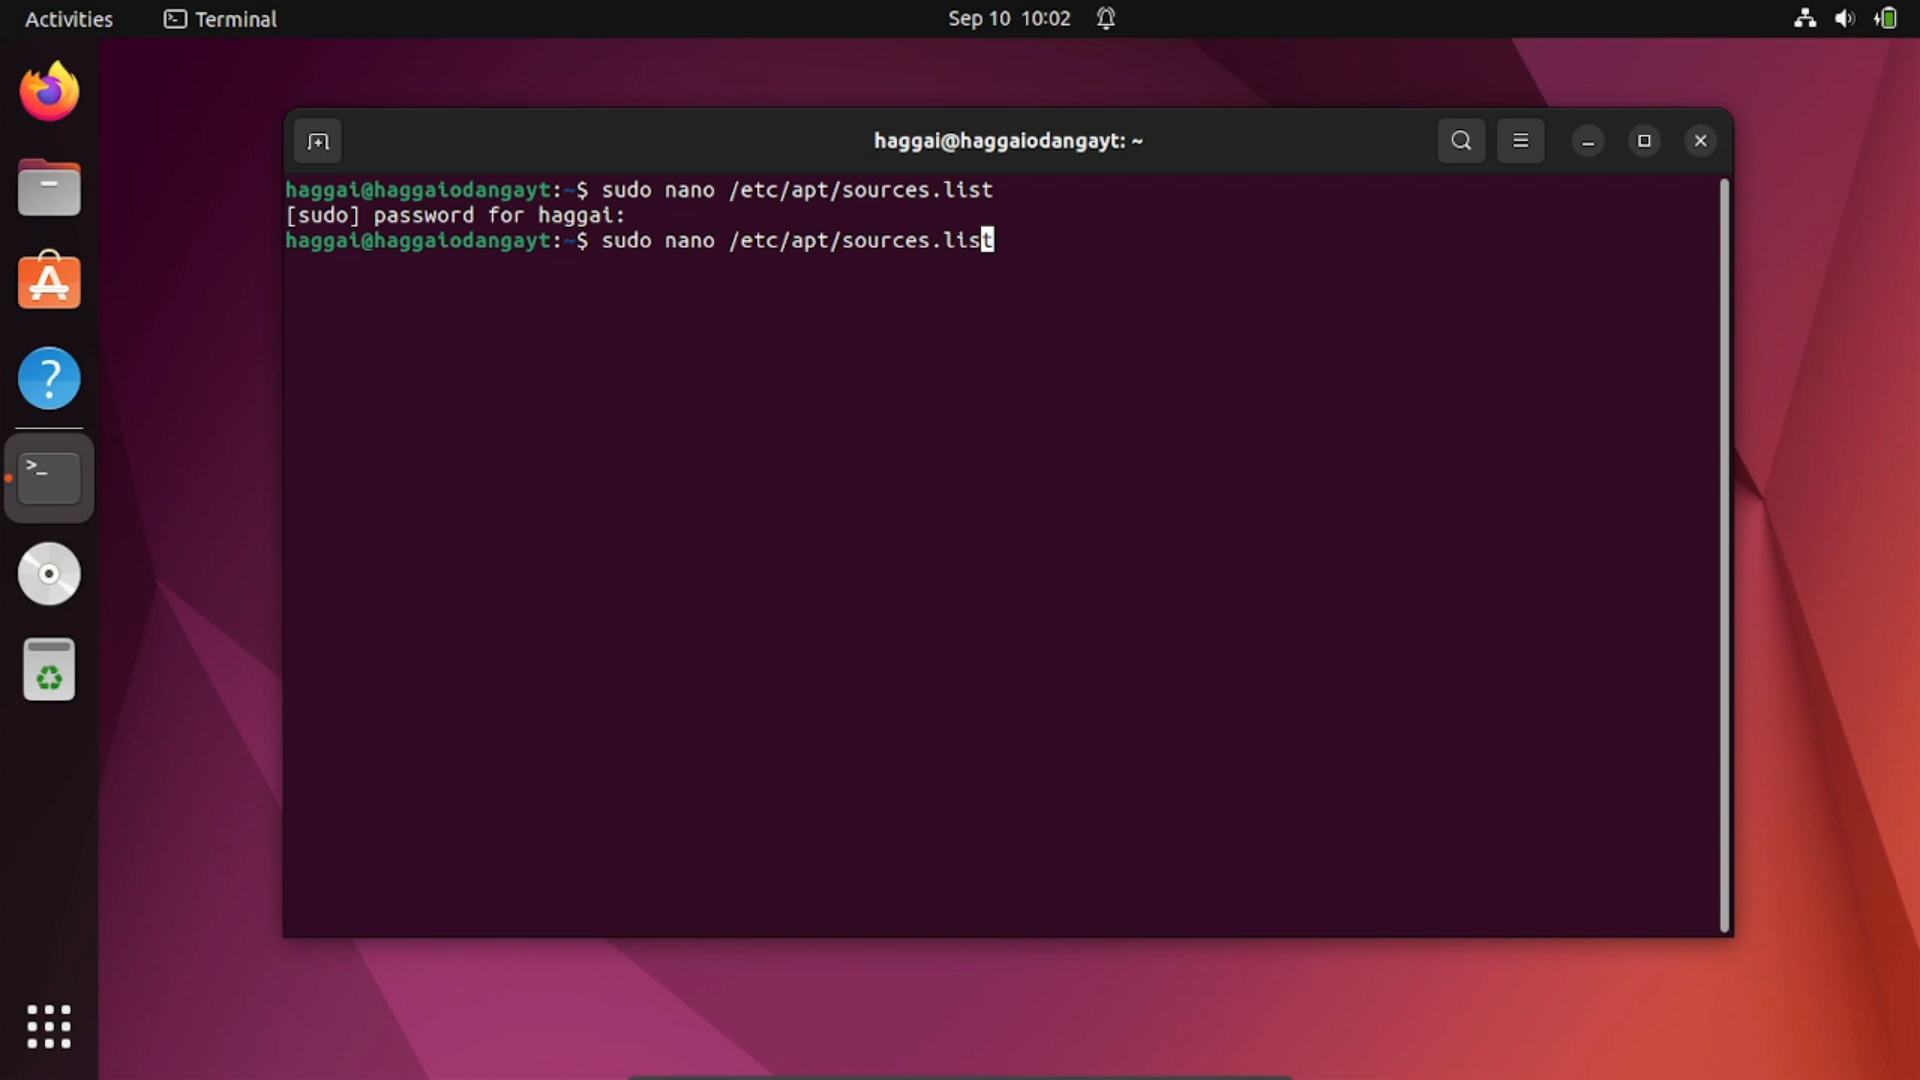 Activities Terminal Sep 10 10:02
haggai@haggaiodangayt: ~
haggai@haggaiodangayt:~$ sudo nano /etc/apt/sources.list
[sudo] password for haggai:
haggai@haggaiodangayt:~$ sudo nano /etc/apt/sources.list